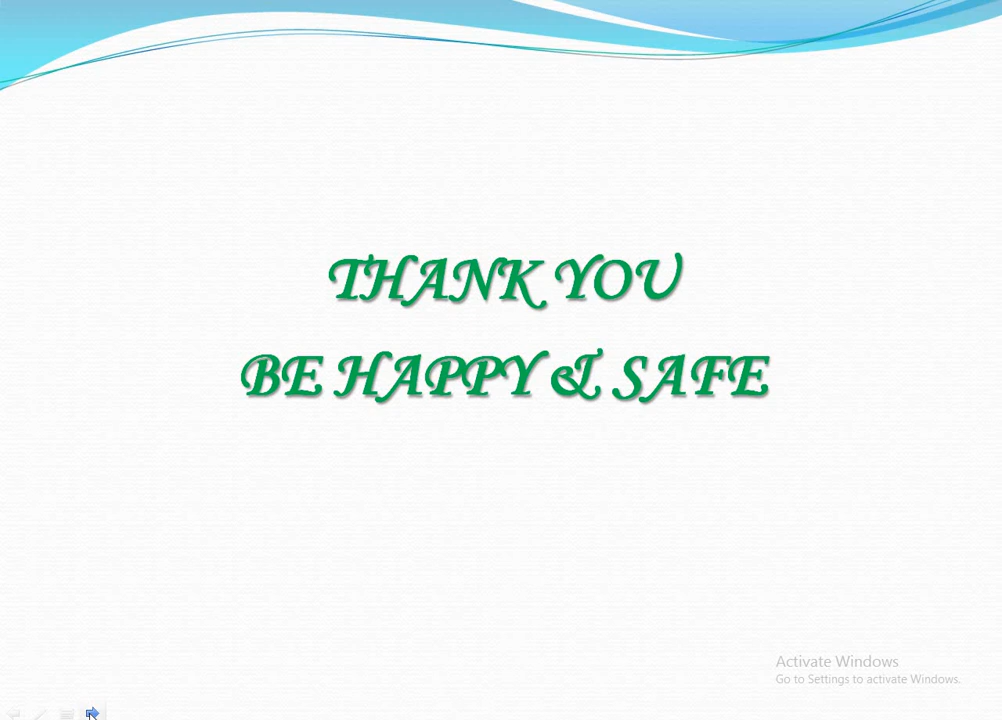 THANK YOU
BE HAPPY & SAFE
Activate Windows
Go to Settings to activate Windows.